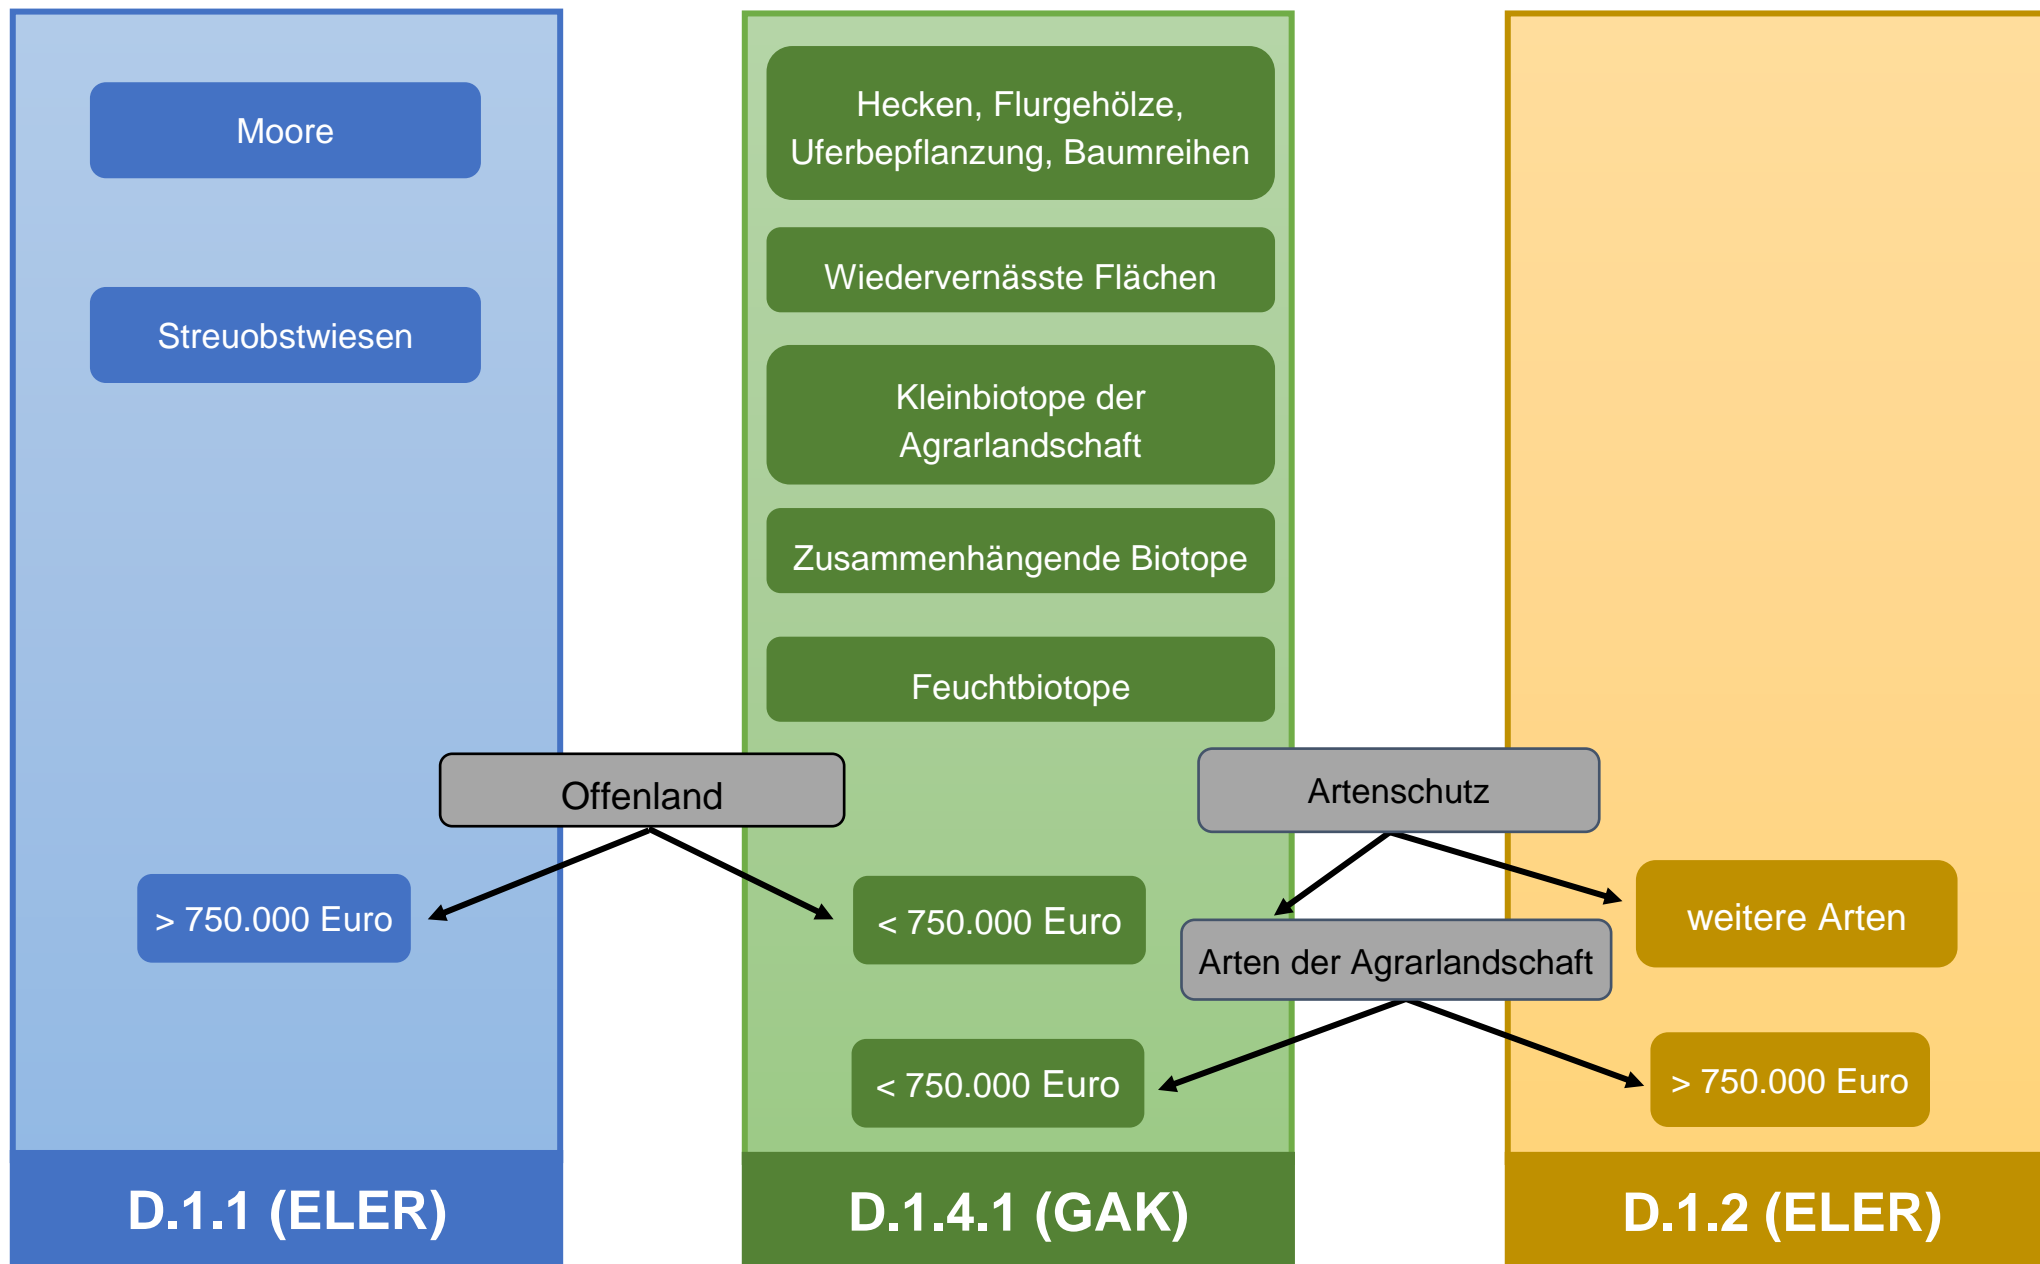 Moore
Streuobstwiesen
> 750.000 Euro
D.1.1 (ELER)
Hecken, Flurgehölze,
Uferbepflanzung, Baumreihen
Wiedervernässte Flächen
Kleinbiotope der
Agrarlandschaft
Zusammenhängende Biotope
Feuchtbiotope
Offenland
< 750.000 Euro
< 750.000 Euro
D.1.4.1 (GAK)
Artenschutz
Arten der Agrarlandschaft
weitere Arten
> 750.000 Euro
D.1.2 (ELER)